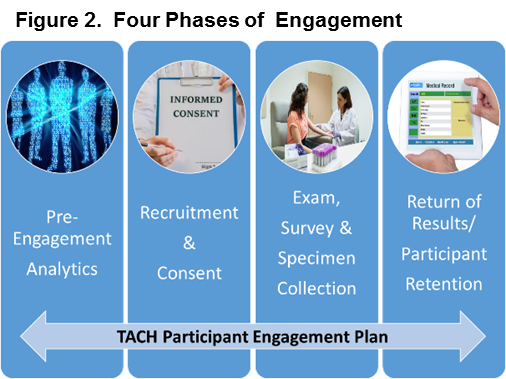 Figure 2.  Four Phases of  Engagement
INFORMED
CONSENT
Medical Record
Pre-
Engagement
Analytics
Recruitment
&
Consent
Exam,
Survey &
Specimen
Collection
Return of
Results/
Participant
Retention
TACH Participant Engagement Plan